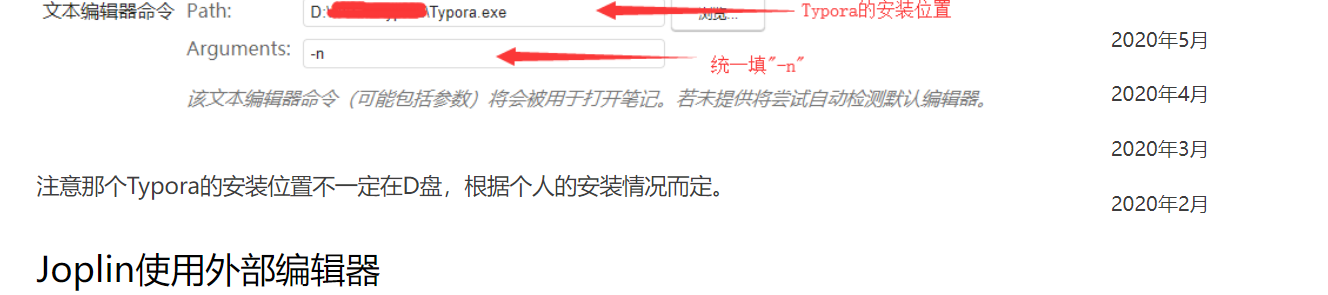 文本编辑器命令 Path: D:\ \Typora.exe 浏览... Typora的安装位置
Arguments: -n 统一填"-n"
该文本编辑器命令（可能包括参数）将会被用于打开笔记。若未提供将尝试自动检测默认编辑器。
注意那个Typora的安装位置不一定在D盘，根据个人的安装情况而定。
Joplin使用外部编辑器
2020年5月
2020年4月
2020年3月
2020年2月